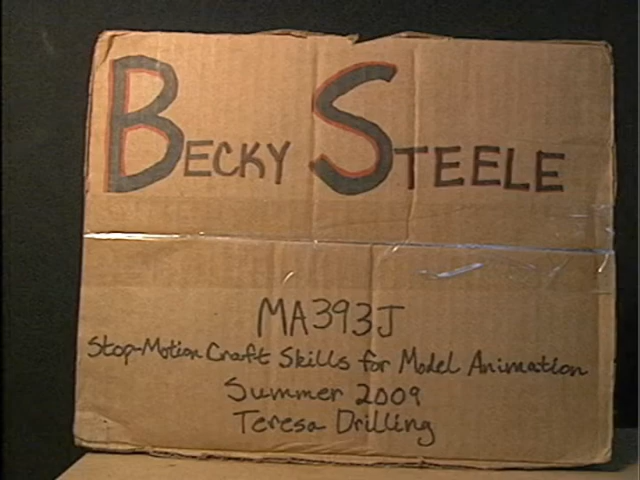 BECKY STEELE
MA393J
Stop-Motion Craft Skills for Model Animation
Summer 2009
Teresa Drilling